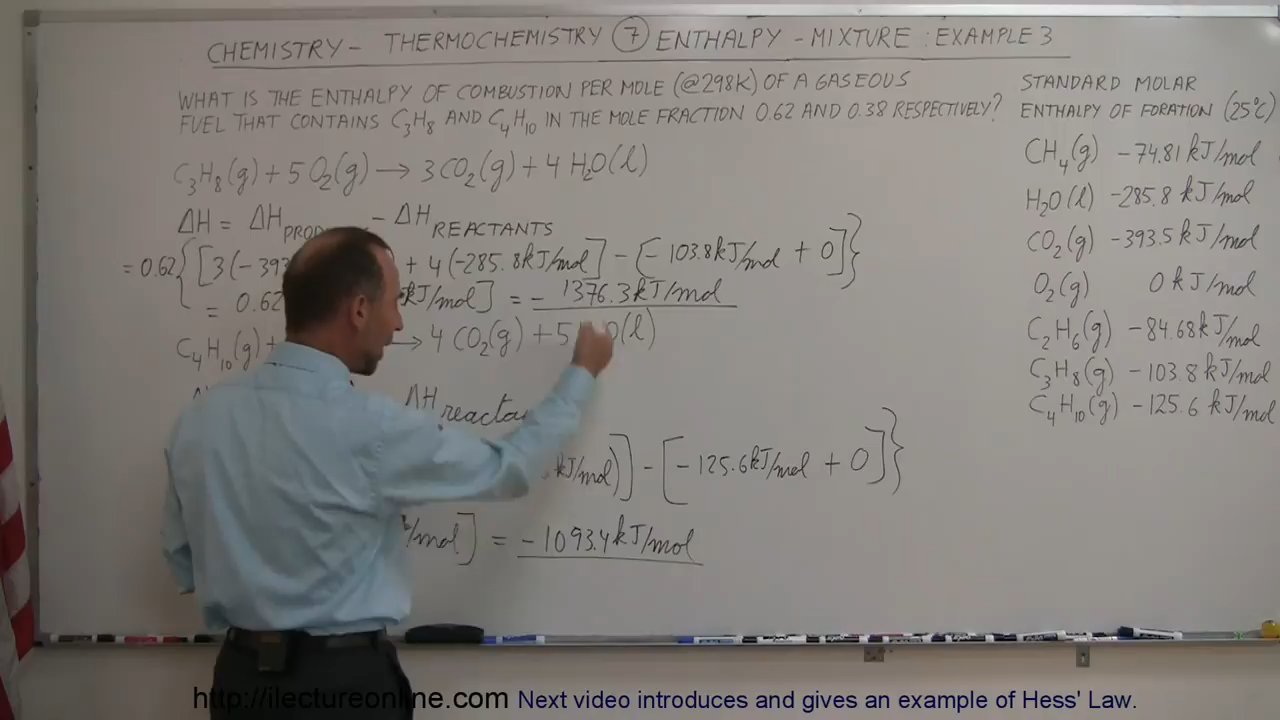 CHEMISTRY - THERMOCHEMISTRY 7 ENTHALPY - MIXTURE : EXAMPLE 3
WHAT IS THE ENTHALPY OF COMBUSTION PER MOLE (@298K) OF A GASEOUS
FUEL THAT CONTAINS C3H8 AND C4H10 IN THE MOLE FRACTION 0.62 AND 0.38 RESPECTIVELY?
C3H8(g) + 5 O2(g) → 3 CO2(g) + 4 H2O(l)
ΔH = ΔH - ΔH REACTANTS
= 0.62 { [ 3 ( + 4 (-285.8 kJ/mol ] - [ -103.8 kJ/mol + 0 ] }
= 0.62 kJ/mol ] = - 1376.3 kJ/mol
C4H10(g) → 4 CO2(g) + 5 (l)
ΔH
kJ/mol) ] - [ -125.6 kJ/mol + 0 ] }
/mol ] = -1093.4 kJ/mol
STANDARD MOLAR
ENTHALPY OF FORATION (25°C)
CH4(g) -74.81 kJ/mol
H2O(l) -285.8 kJ/mol
CO2(g) -393.5 kJ/mol
O2(g) 0 kJ/mol
C2H6(g) -84.68 kJ/mol
C3H8(g) -103.8 kJ/mol
C4H10(g) -125.6 kJ/mol
http://ilectureonline.com Next video introduces and gives an example of Hess' Law.